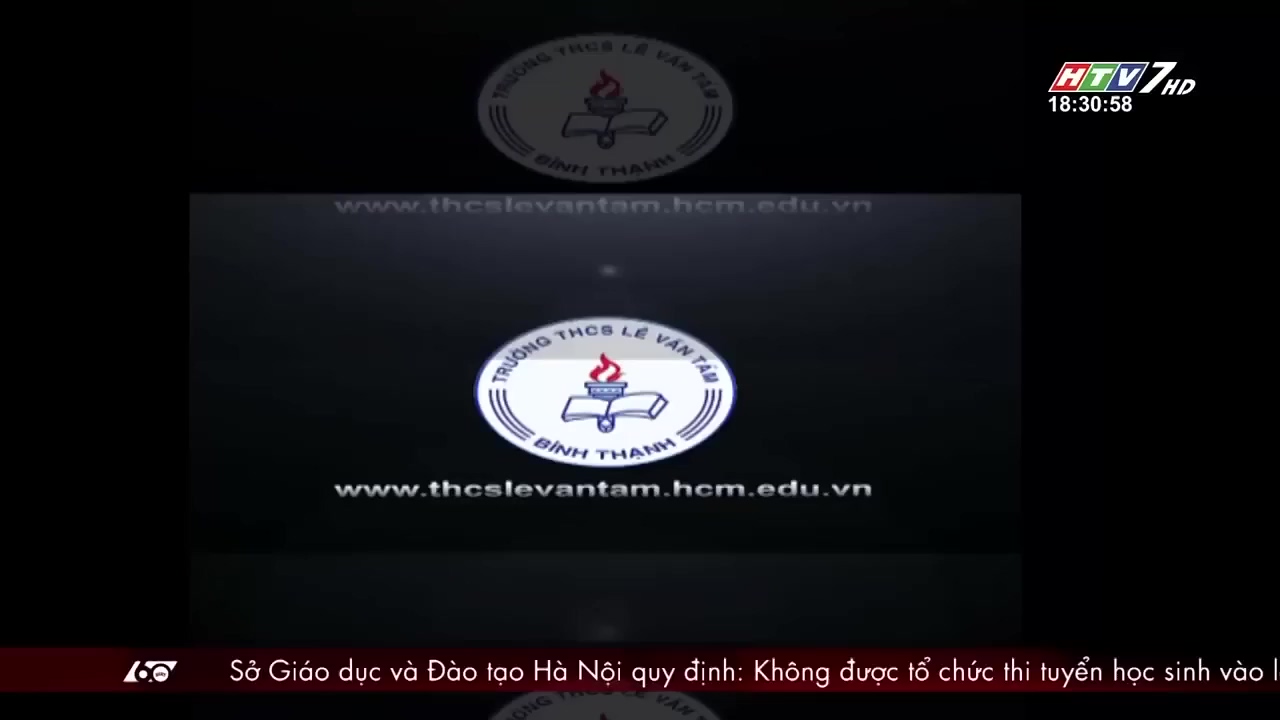 TRƯỜNG THCS LÊ VĂN TÁM
BÌNH THẠNH
HTV7 HD
18:30:58
www.thcslevantam.hcm.edu.vn
TRƯỜNG THCS LÊ VĂN TÁM
BÌNH THẠNH
www.thcslevantam.hcm.edu.vn
60 giây
Sở Giáo dục và Đào tạo Hà Nội quy định: Không được tổ chức thi tuyển học sinh vào